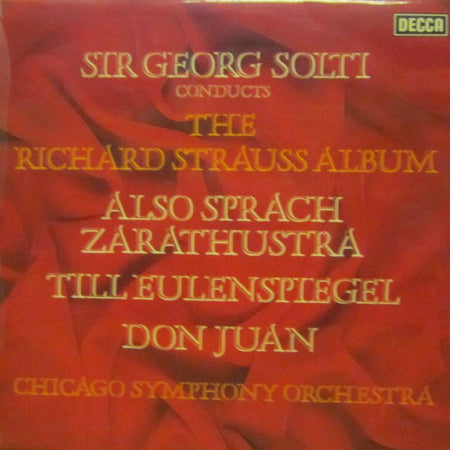 DECCA
SIR GEORG SOLTI
CONDUCTS
THE
RICHARD STRAUSS ALBUM
ALSO SPRACH
ZARATHUSTRA
TILL EULENSPIEGEL
DON JUAN
CHICAGO SYMPHONY ORCHESTRA